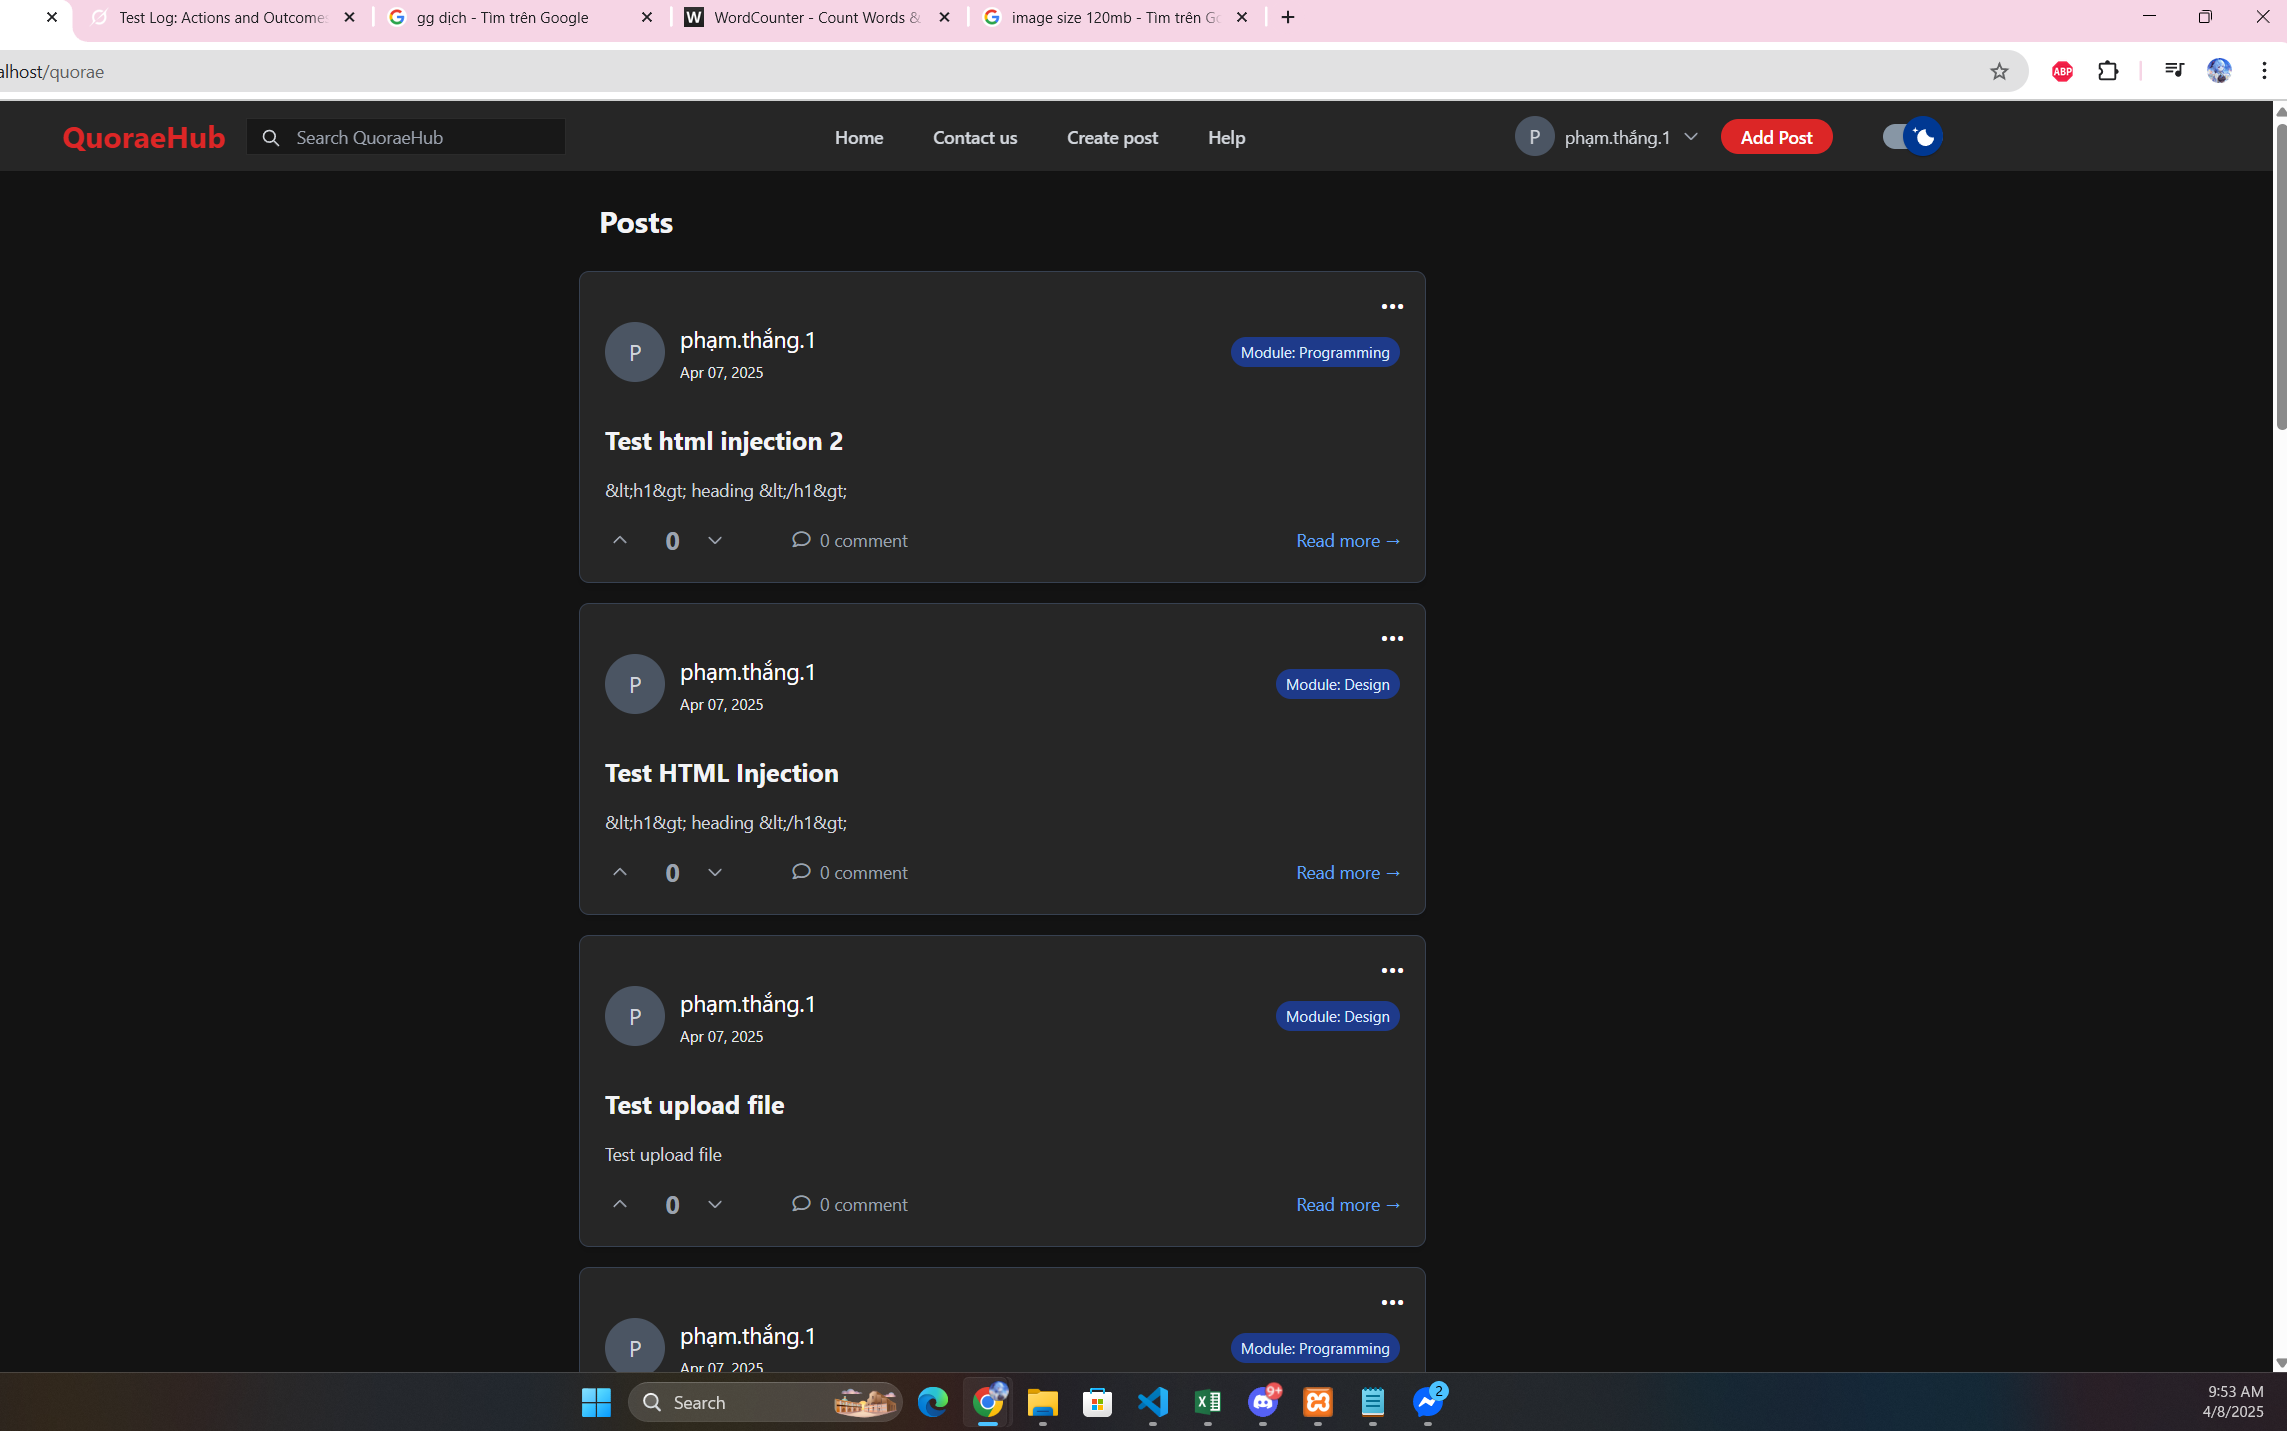 Test Log: Actions and Outcomes
gg dịch - Tìm trên Google
WordCounter - Count Words &
image size 120mb - Tìm trên Go
alhost/quorae
ABP
QuoraeHub
Search QuoraeHub
Home
Contact us
Create post
Help
P
phạm.thắng.1
Add Post
Posts
P
phạm.thắng.1
Apr 07, 2025
Module: Programming
Test html injection 2
&lt;h1&gt; heading &lt;/h1&gt;
0
0 comment
Read more →
P
phạm.thắng.1
Apr 07, 2025
Module: Design
Test HTML Injection
&lt;h1&gt; heading &lt;/h1&gt;
0
0 comment
Read more →
P
phạm.thắng.1
Apr 07, 2025
Module: Design
Test upload file
Test upload file
0
0 comment
Read more →
P
phạm.thắng.1
Apr 07, 2025
Module: Programming
Search
9+
2
9:53 AM
4/8/2025